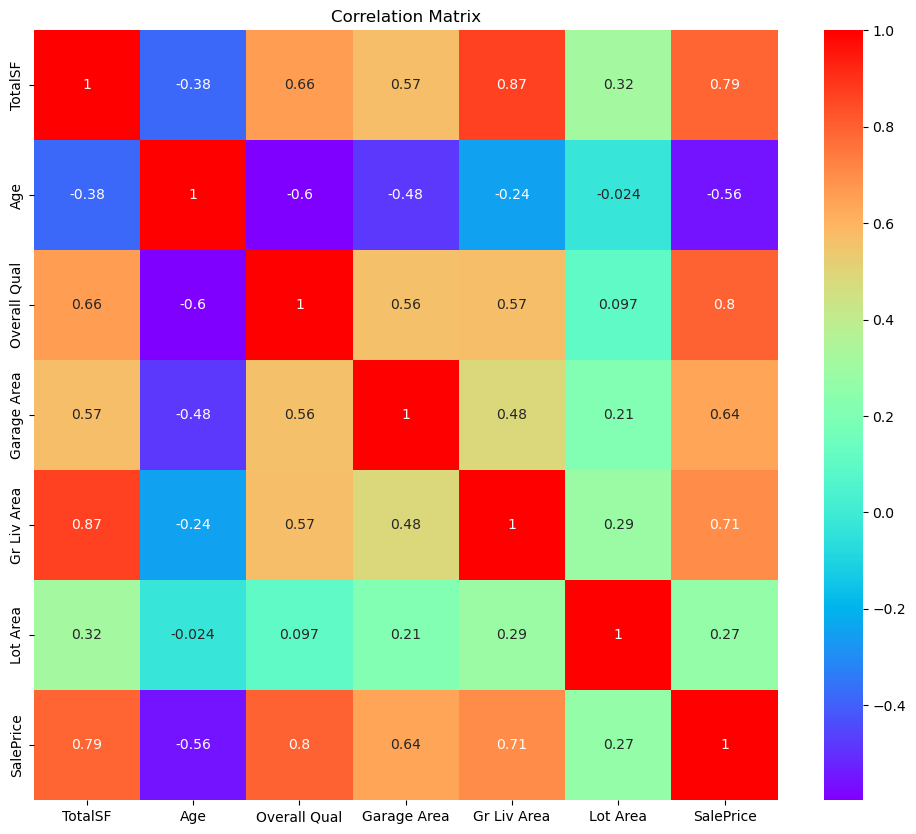 Correlation Matrix
TotalSF 1 -0.38 0.66 0.57 0.87 0.32 0.79
Age -0.38 1 -0.6 -0.48 -0.24 -0.024 -0.56
Overall Qual 0.66 -0.6 1 0.56 0.57 0.097 0.8
Garage Area 0.57 -0.48 0.56 1 0.48 0.21 0.64
Gr Liv Area 0.87 -0.24 0.57 0.48 1 0.29 0.71
Lot Area 0.32 -0.024 0.097 0.21 0.29 1 0.27
SalePrice 0.79 -0.56 0.8 0.64 0.71 0.27 1
TotalSF Age Overall Qual Garage Area Gr Liv Area Lot Area SalePrice
1.0
0.8
0.6
0.4
0.2
0.0
−0.2
−0.4